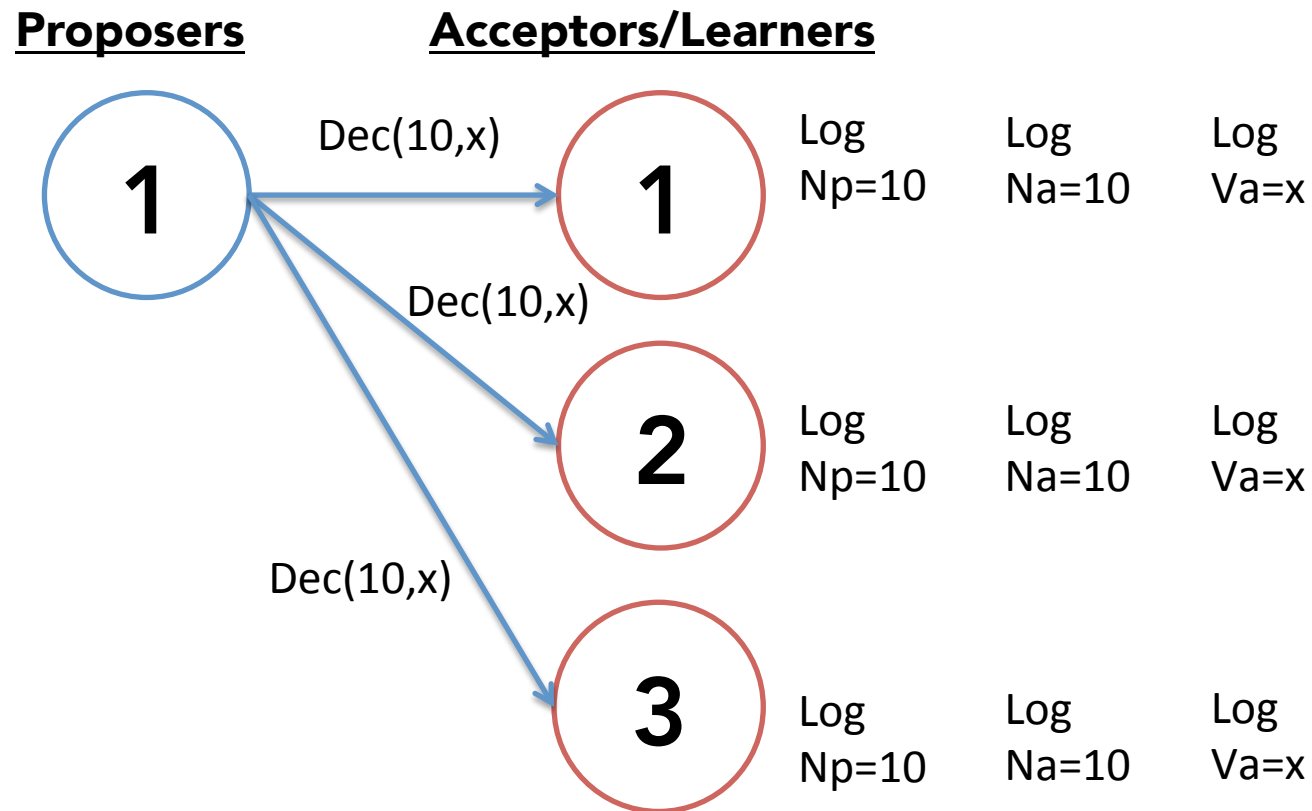 Proposers
Acceptors/Learners
1
Dec(10,x)
1
Log
Np=10
Log
Na=10
Log
Va=x
Dec(10,x)
2
Log
Np=10
Log
Na=10
Log
Va=x
Dec(10,x)
3
Log
Np=10
Log
Na=10
Log
Va=x